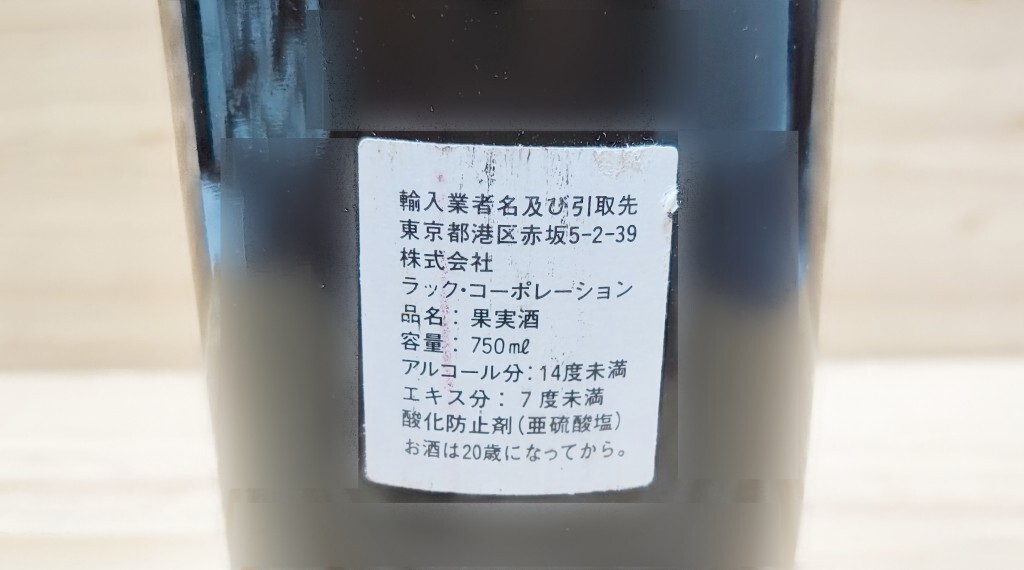 輸入業者名及び引取先
東京都港区赤坂5-2-39
株式会社
ラック・コーポレーション
品名：果実酒
容量：750㎖
アルコール分：14度未満
エキス分：7度未満
酸化防止剤(亜硫酸塩)
お酒は20歳になってから。